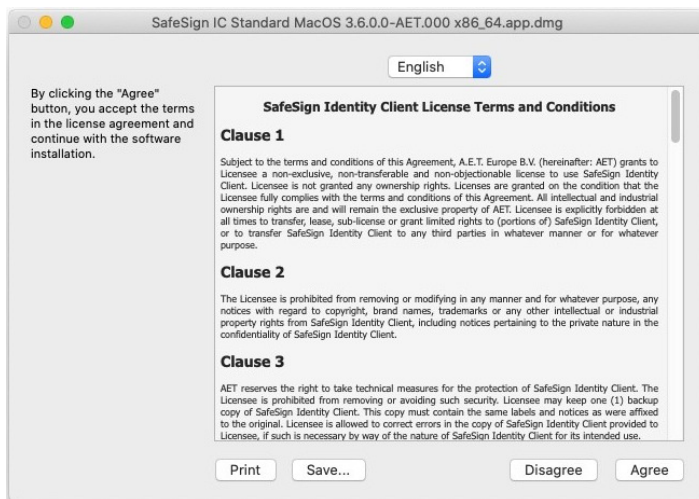 SafeSign IC Standard MacOS 3.6.0.0-AET.000 x86_64.app.dmg
English
By clicking the "Agree"
button, you accept the terms
in the license agreement and
continue with the software
installation.
SafeSign Identity Client License Terms and Conditions
Clause 1
Subject to the terms and conditions of this Agreement, A.E.T. Europe B.V. (hereinafter: AET) grants to
Licensee a non-exclusive, non-transferable and non-objectionable license to use SafeSign Identity
Client. Licensee is not granted any ownership rights. Licenses are granted on the condition that the
Licensee fully complies with the terms and conditions of this Agreement. All intellectual and industrial
ownership rights are and will remain the exclusive property of AET. Licensee is explicitly forbidden at
all times to transfer, lease, sub-license or grant limited rights to (portions of) SafeSign Identity Client,
or to transfer SafeSign Identity Client to any third parties in whatever manner or for whatever
purpose.
Clause 2
The Licensee is prohibited from removing or modifying in any manner and for whatever purpose, any
notices with regard to copyright, brand names, trademarks or any other intellectual or industrial
property rights from SafeSign Identity Client, including notices pertaining to the private nature in the
confidentiality of SafeSign Identity Client.
Clause 3
AET reserves the right to take technical measures for the protection of SafeSign Identity Client. The
Licensee is prohibited from removing or avoiding such security. Licensee may keep one (1) backup
copy of SafeSign Identity Client. This copy must contain the same labels and notices as were affixed
to the original. Licensee is allowed to correct errors in the copy of SafeSign Identity Client provided to
Licensee, if such is necessary by way of the nature of SafeSign Identity Client for its intended use.
Print
Save...
Disagree
Agree